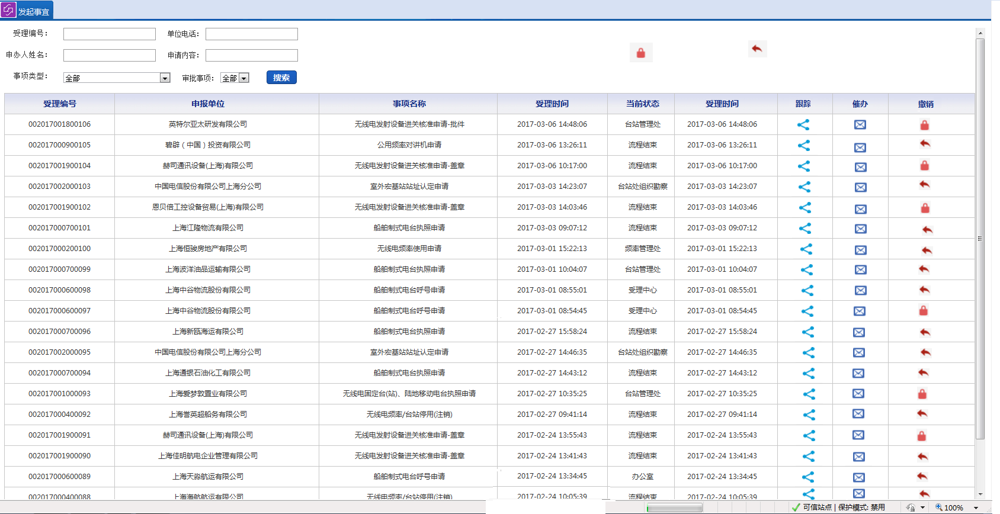 发起事宜
受理编号： 单位电话：
申办人姓名： 申请内容：
事项类型： 全部 审批事项： 全部 搜索
受理编号 申报单位 事项名称 受理时间 当前状态 受理时间 跟踪 催办 撤销
002017001800106 英特尔亚太研发有限公司 无线电发射设备进关核准申请-批件 2017-03-06 14:48:06 台站管理处 2017-03-06 14:48:06
002017000900105 碧辟（中国）投资有限公司 公用频率对讲机申请 2017-03-06 13:26:11 流程结束 2017-03-06 13:26:11
002017001900104 赫司通讯设备(上海)有限公司 无线电发射设备进关核准申请-盖章 2017-03-06 10:17:00 流程结束 2017-03-06 10:17:00
002017002000103 中国电信股份有限公司上海分公司 室外宏基站站址认定申请 2017-03-03 14:23:07 台站处组织勘察 2017-03-03 14:23:07
002017001900102 恩贝倍工控设备贸易(上海)有限公司 无线电发射设备进关核准申请-盖章 2017-03-03 14:03:46 流程结束 2017-03-03 14:03:46
002017000700101 上海江隆物流有限公司 船舶制式电台执照申请 2017-03-03 09:07:12 流程结束 2017-03-03 09:07:12
002017000200100 上海恒骏房地产有限公司 无线电频率使用申请 2017-03-01 15:22:13 频率管理处 2017-03-01 15:22:13
002017000700099 上海波洋油品运输有限公司 船舶制式电台执照申请 2017-03-01 10:04:07 台站管理处 2017-03-01 10:04:07
002017000600098 上海中谷物流股份有限公司 船舶制式电台呼号申请 2017-03-01 08:55:01 受理中心 2017-03-01 08:55:01
002017000600097 上海中谷物流股份有限公司 船舶制式电台呼号申请 2017-03-01 08:54:45 受理中心 2017-03-01 08:54:45
002017000700096 上海新瓯海运有限公司 船舶制式电台执照申请 2017-02-27 15:58:24 流程结束 2017-02-27 15:58:24
002017002000095 中国电信股份有限公司上海分公司 室外宏基站站址认定申请 2017-02-27 14:46:35 台站处组织勘察 2017-02-27 14:46:35
002017000700094 上海通银石油化工有限公司 船舶制式电台执照申请 2017-02-27 14:43:12 流程结束 2017-02-27 14:43:12
002017001000093 上海爱梦敦置业有限公司 无线电固定台(站)、陆地移动电台执照申请 2017-02-27 10:35:25 台站管理处 2017-02-27 10:35:25
002017000400092 上海誉英超船务有限公司 无线电频率/台站停用(注销) 2017-02-27 09:41:14 流程结束 2017-02-27 09:41:14
002017001900091 赫司通讯设备(上海)有限公司 无线电发射设备进关核准申请-盖章 2017-02-24 13:55:43 流程结束 2017-02-24 13:55:43
002017001900090 上海佳明航电企业管理有限公司 无线电发射设备进关核准申请-盖章 2017-02-24 13:41:43 流程结束 2017-02-24 13:41:43
002017000600089 上海天淼航运有限公司 船舶制式电台呼号申请 2017-02-24 13:34:45 办公室 2017-02-24 13:34:45
002017000400088 上海海航航运有限公司 无线电频率/台站停用(注销) 2017-02-24 10:05:39 流程结束 2017-02-24 10:05:39
可信站点 | 保护模式: 禁用 100%